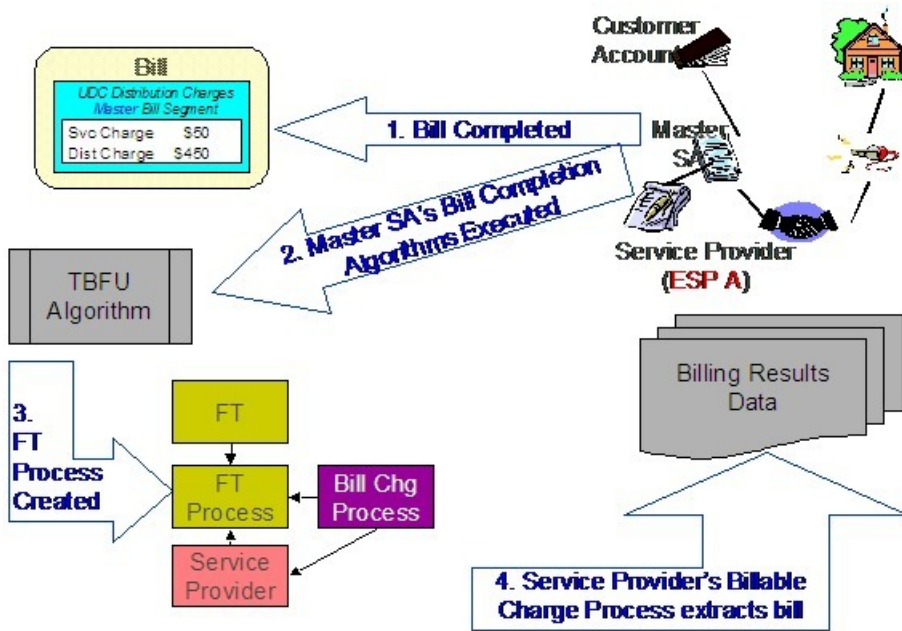 Bill
UDC Distribution Charges
Master Bill Segment
Svc Charge $50
Dist Charge $450
1. Bill Completed
Customer
Account
Master
SA
2. Master SA's Bill Completion
Algorithms Executed
Service Provider
(ESP A)
TBFU
Algorithm
3.
FT
Process
Created
FT
FT
Process
Bill Chg
Process
Service
Provider
Billing Results
Data
4. Service Provider's Billable
Charge Process extracts bill